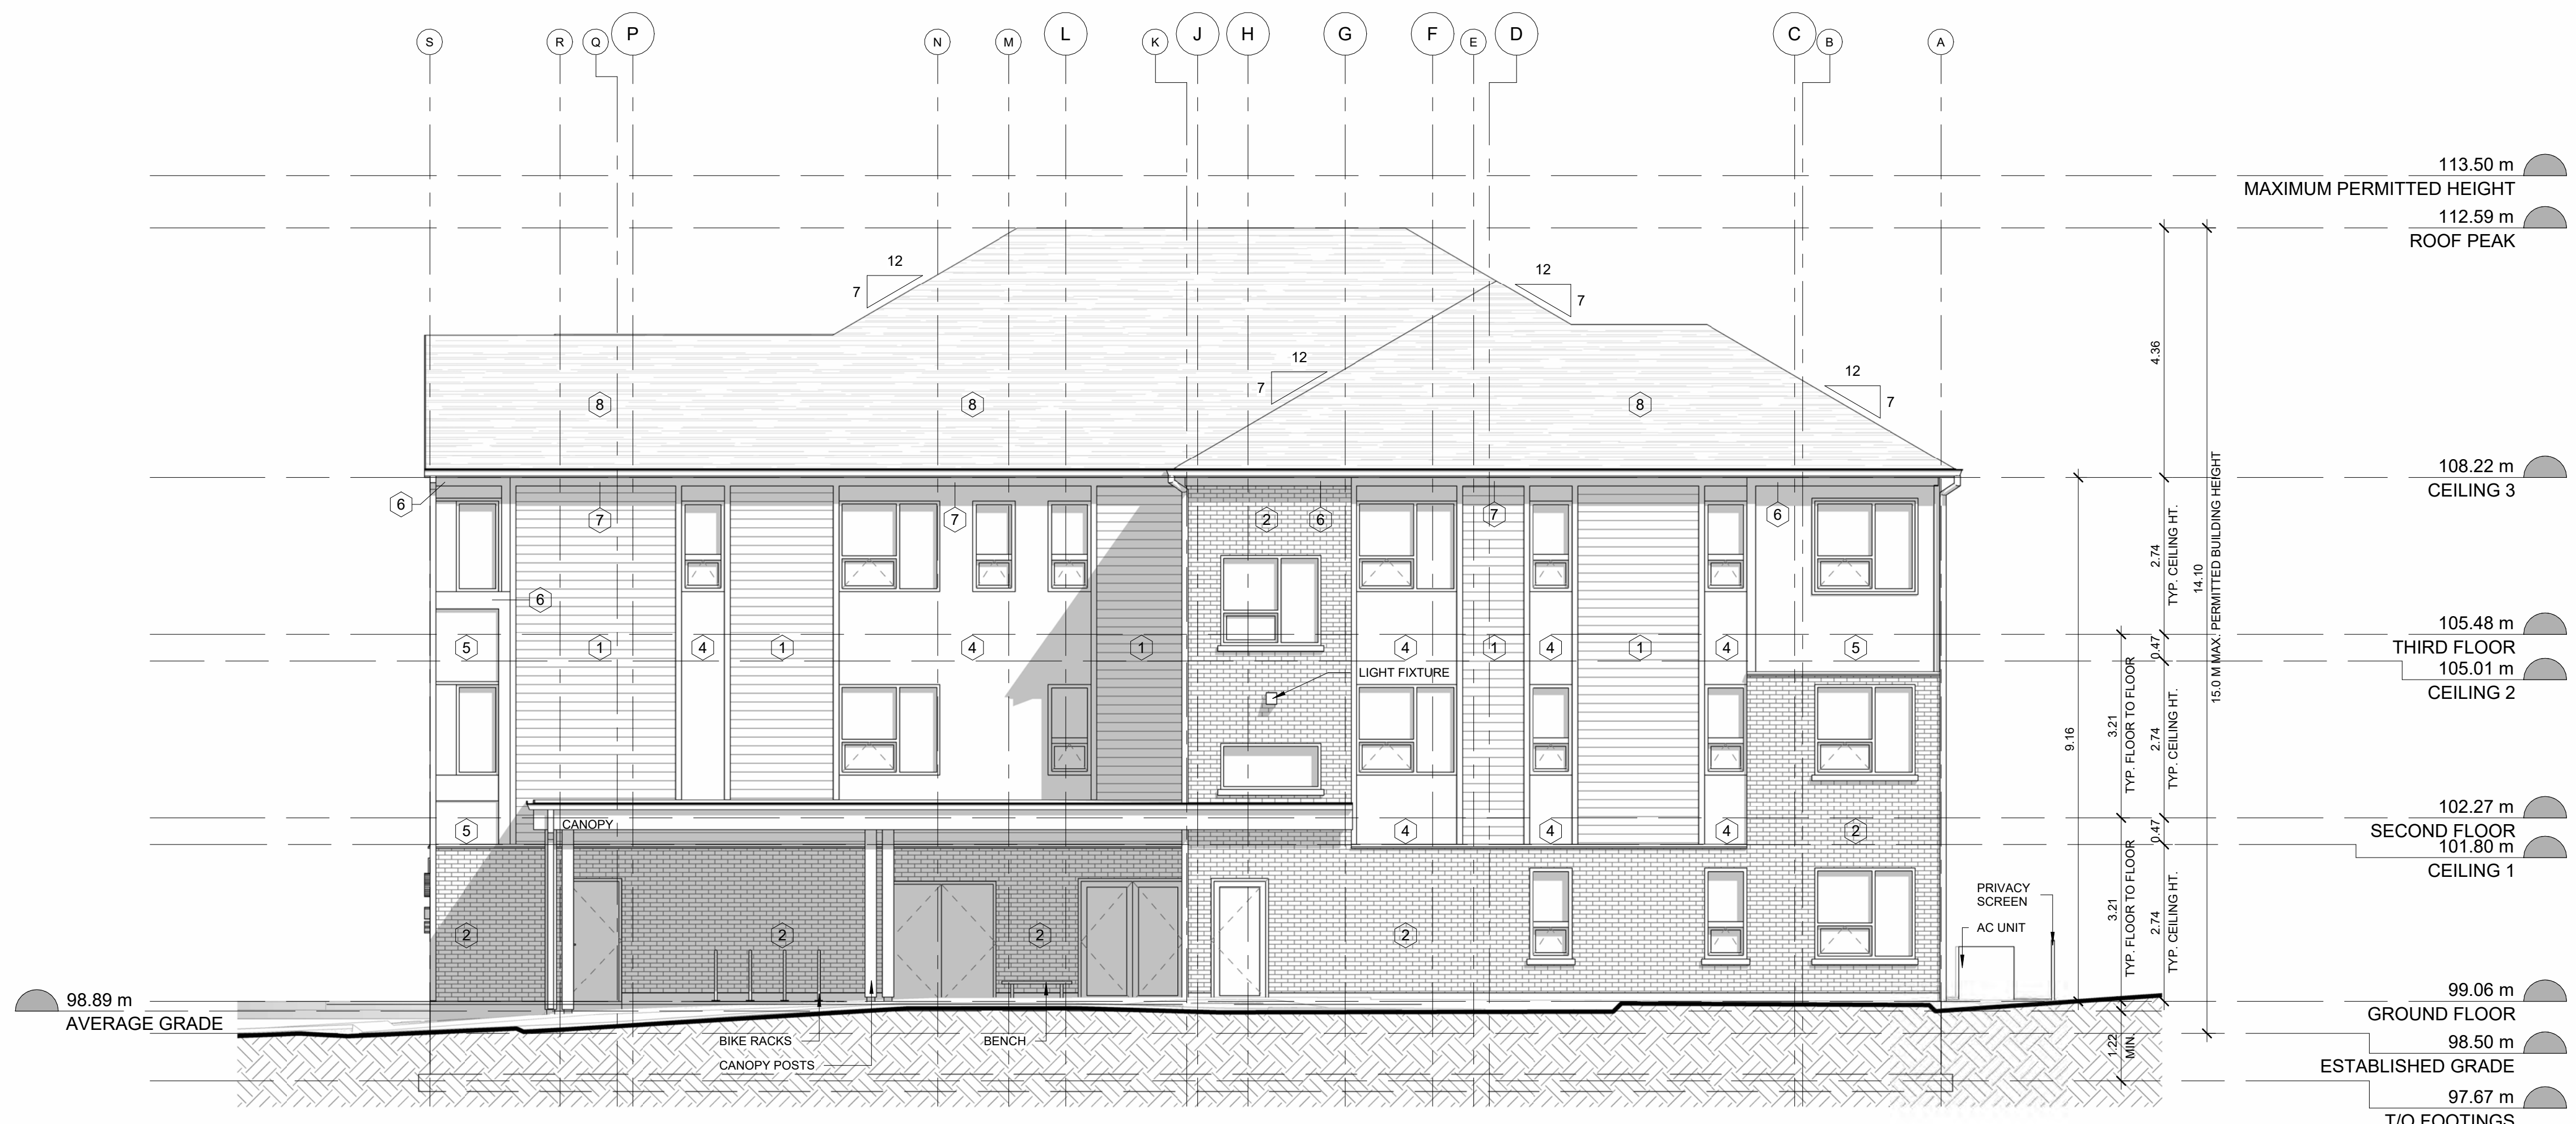 S R Q P N M L K J H G F E D C B A
113.50 m
MAXIMUM PERMITTED HEIGHT
112.59 m
ROOF PEAK
12
7
12
7
12
7
12
7
4.36
8
8
8
108.22 m
CEILING 3
6
7
7
2
6
7
6
6
2.74
TYP. CEILING HT.
14.10
15.0 M MAX. PERMITTED BUILDING HEIGHT
5
1
4
1
4
1
4
1
4
1
4
5
105.48 m
THIRD FLOOR
0.47
105.01 m
CEILING 2
LIGHT FIXTURE
9.16
3.21
TYP. FLOOR TO FLOOR
2.74
TYP. CEILING HT.
102.27 m
SECOND FLOOR
0.47
101.80 m
CEILING 1
CANOPY
5
4
4
4
2
3.21
TYP. FLOOR TO FLOOR
2.74
TYP. CEILING HT.
PRIVACY
SCREEN
AC UNIT
2
2
2
2
98.89 m
AVERAGE GRADE
99.06 m
GROUND FLOOR
BIKE RACKS
BENCH
CANOPY POSTS
1.22
MIN.
98.50 m
ESTABLISHED GRADE
97.67 m
T/O FOOTINGS